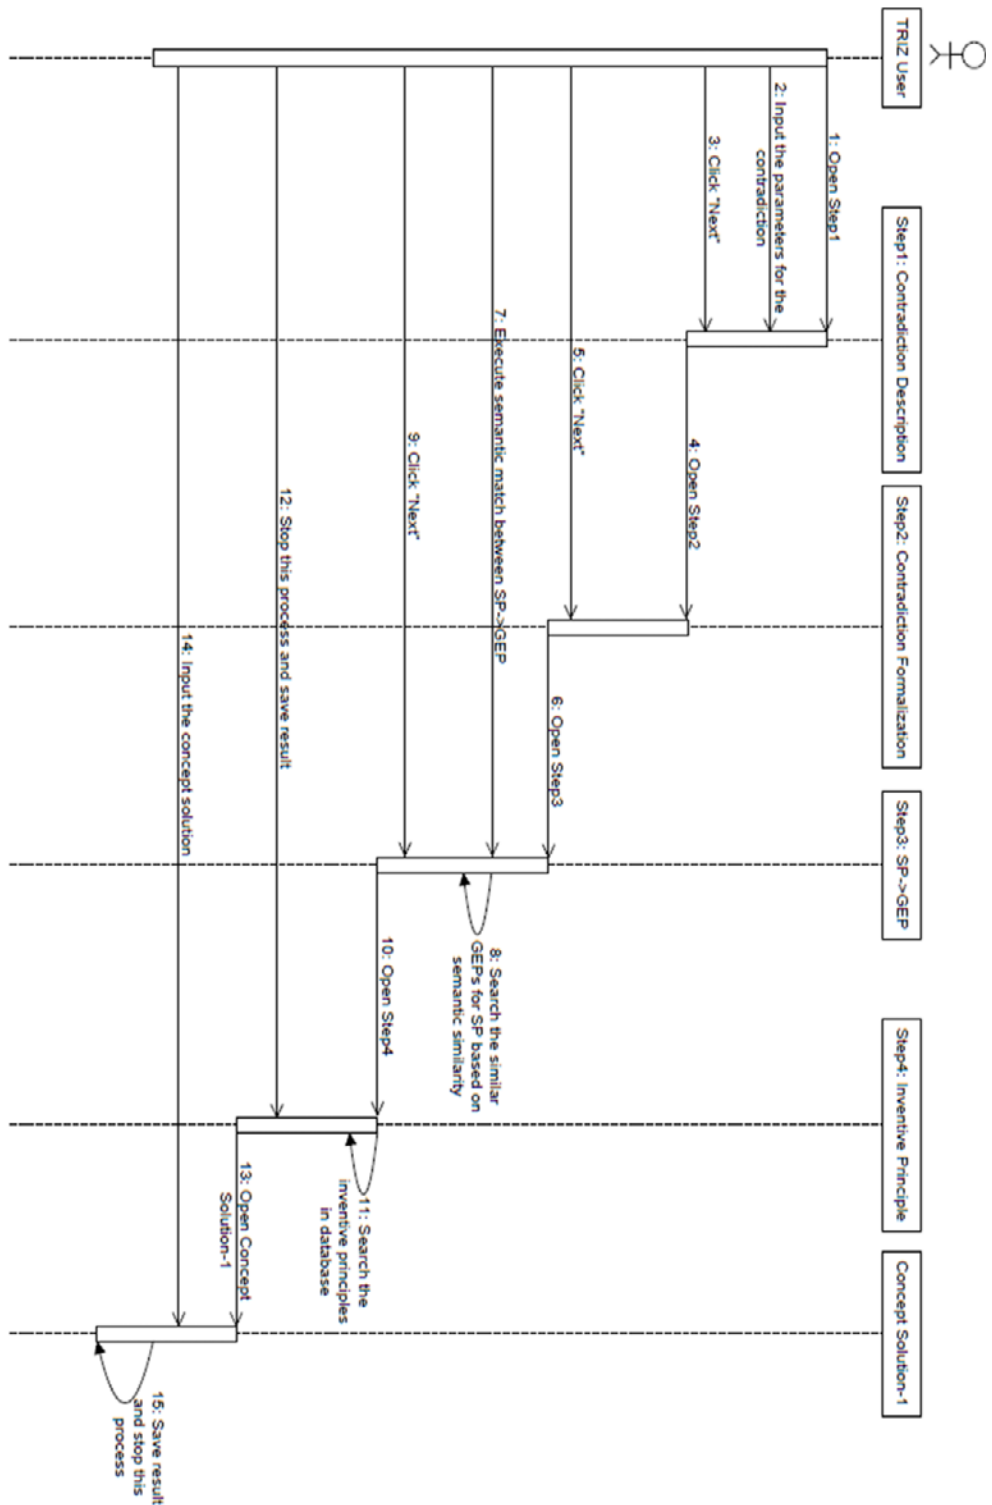 TRIZ User
Step1: Contradiction Description
Step2: Contradiction Formalization
Step3: SP->GEP
Step4: Inventive Principle
Concept Solution-1
1: Open Step1
2: Input the parameters for the
contradiction
3: Click "Next"
4: Open Step2
5: Click "Next"
6: Open Step3
7: Execute semantic match between SP->GEP
8: Search the similar
GEPs for SP based on
semantic similarity
9: Click "Next"
10: Open Step4
11: Search the
inventive principles
in database
12: Stop this process and save result
13: Open Concept
Solution-1
14: Input the concept solution
15: Save result
and stop this
process